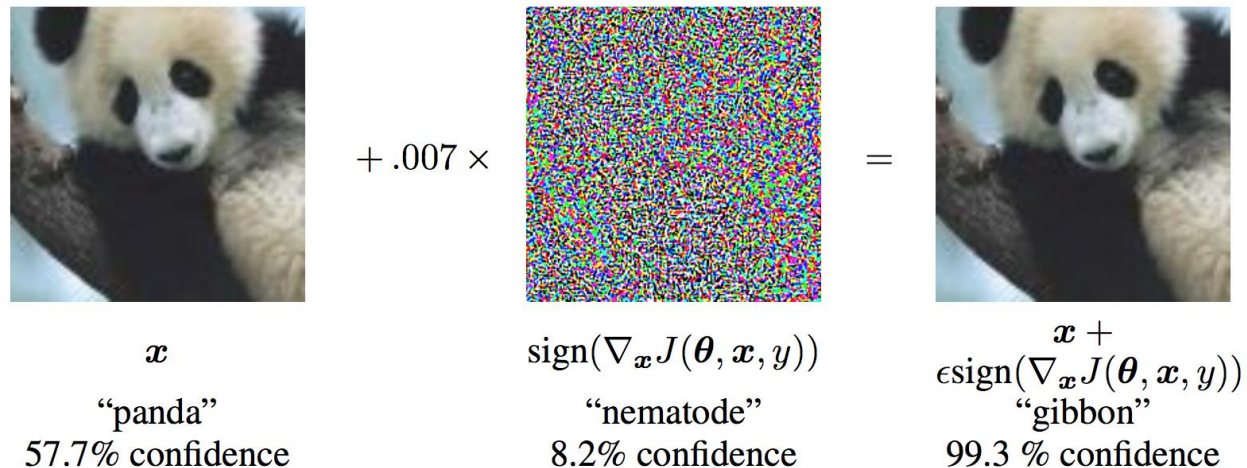 + .007 ×
=
x
“panda”
57.7% confidence
sign(∇ₓJ(θ, x, y))
“nematode”
8.2% confidence
x +
ϵsign(∇ₓJ(θ, x, y))
“gibbon”
99.3 % confidence